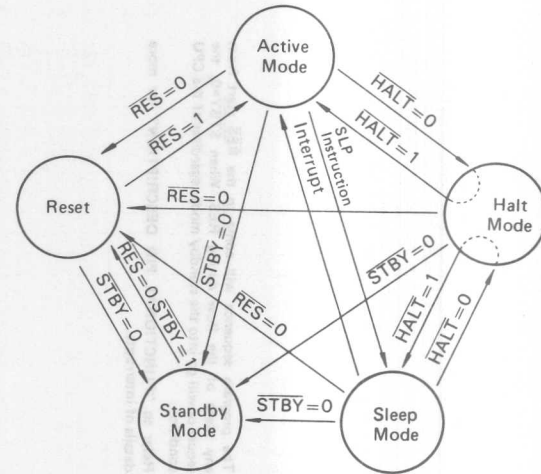 Active
Mode
RES=0
RES=1
HALT=0
HALT=1
SLP
Instruction
Interrupt
Reset
RES=0
Halt
Mode
STBY=0
STBY=0
STBY=0
RES=0.STBY=1
RES=0
HALT=1
HALT=0
Standby
Mode
STBY=0
Sleep
Mode